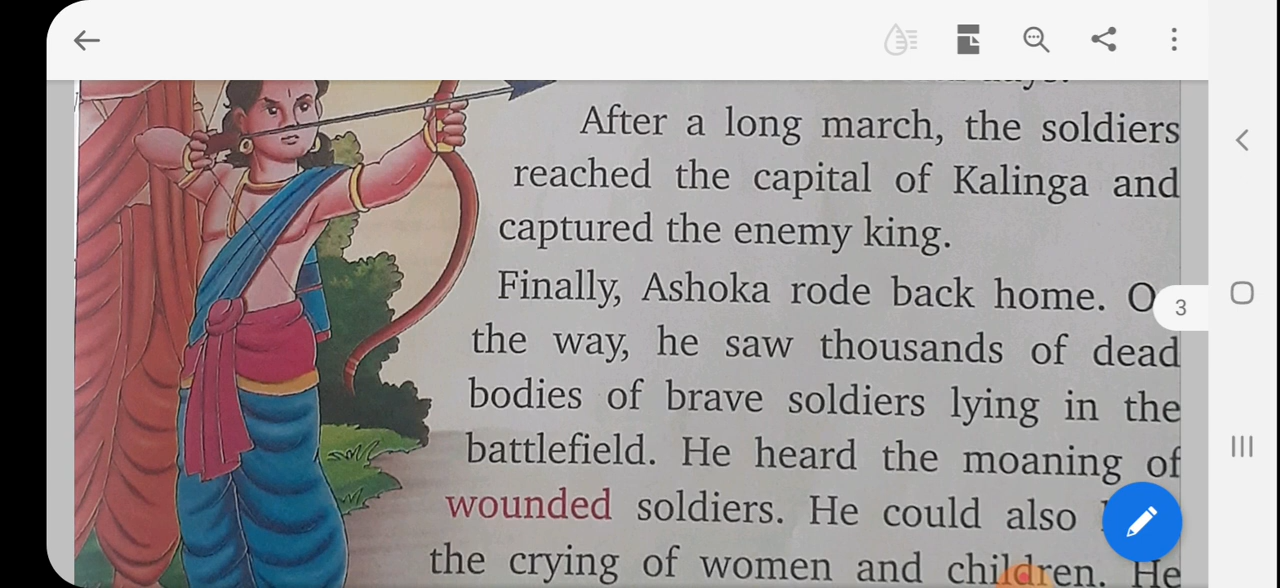 After a long march, the soldiers
reached the capital of Kalinga and
captured the enemy king.
Finally, Ashoka rode back home.
3
the way, he saw thousands of dead
bodies of brave soldiers lying in the
battlefield. He heard the moaning of
wounded soldiers. He could also
the crying of women and children. He